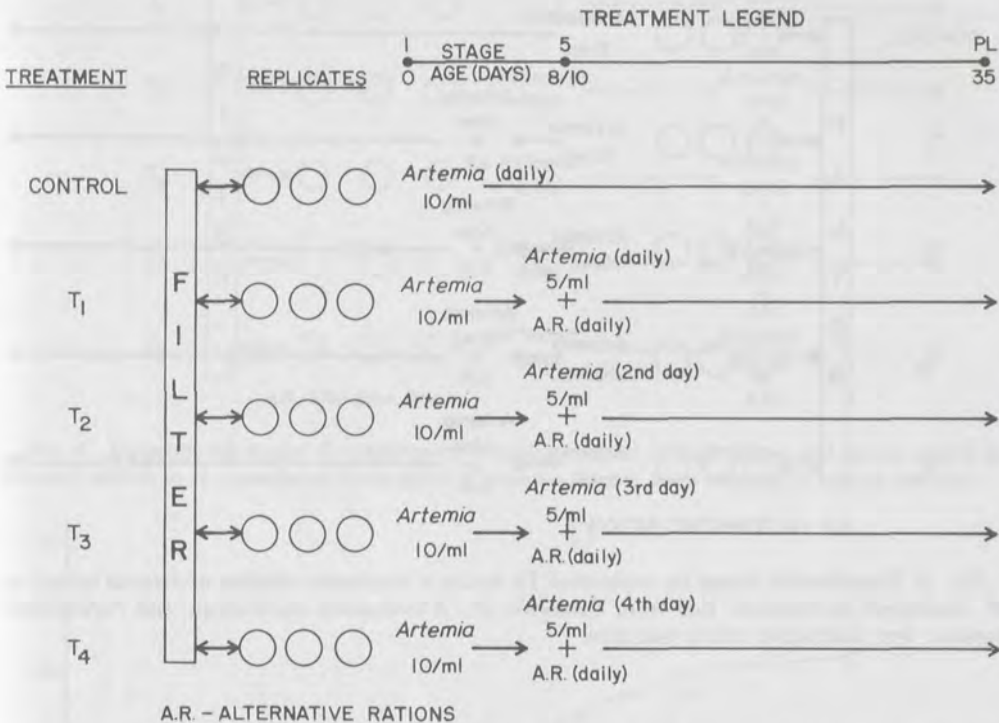 TREATMENT LEGEND
TREATMENT
REPLICATES
1 STAGE 5 PL
0 AGE (DAYS) 8/10 35
CONTROL
Artemia (daily)
10/ml
T1
Artemia
10/ml
Artemia (daily)
5/ml
+
A.R. (daily)
T2
Artemia
10/ml
Artemia (2nd day)
5/ml
+
A.R. (daily)
T3
Artemia
10/ml
Artemia (3rd day)
5/ml
+
A.R. (daily)
T4
Artemia
10/ml
Artemia (4th day)
5/ml
+
A.R. (daily)
FILTER
A.R. – ALTERNATIVE RATIONS